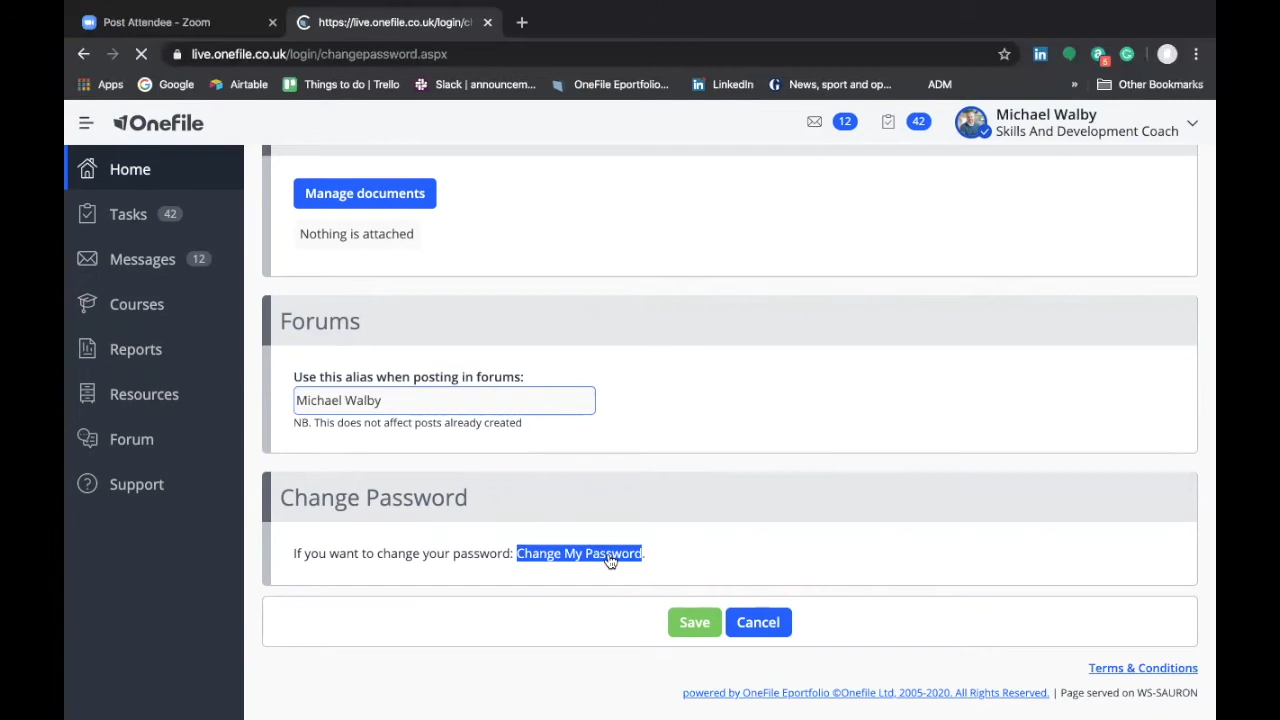 Post Attendee - Zoom
https://live.onefile.co.uk/login/c
live.onefile.co.uk/login/changepassword.aspx
5
Apps
Google
Airtable
Things to do | Trello
Slack | announcem...
OneFile Eportfolio...
LinkedIn
News, sport and op...
ADM
»
Other Bookmarks
Onefile
12
42
Michael Walby
Skills And Development Coach
Home
Tasks 42
Messages 12
Courses
Reports
Resources
Forum
Support
Manage documents
Nothing is attached
Forums
Use this alias when posting in forums:
Michael Walby
NB. This does not affect posts already created
Change Password
If you want to change your password: Change My Password.
Save
Cancel
Terms & Conditions
powered by OneFile Eportfolio ©Onefile Ltd. 2005-2020. All Rights Reserved. | Page served on WS-SAURON